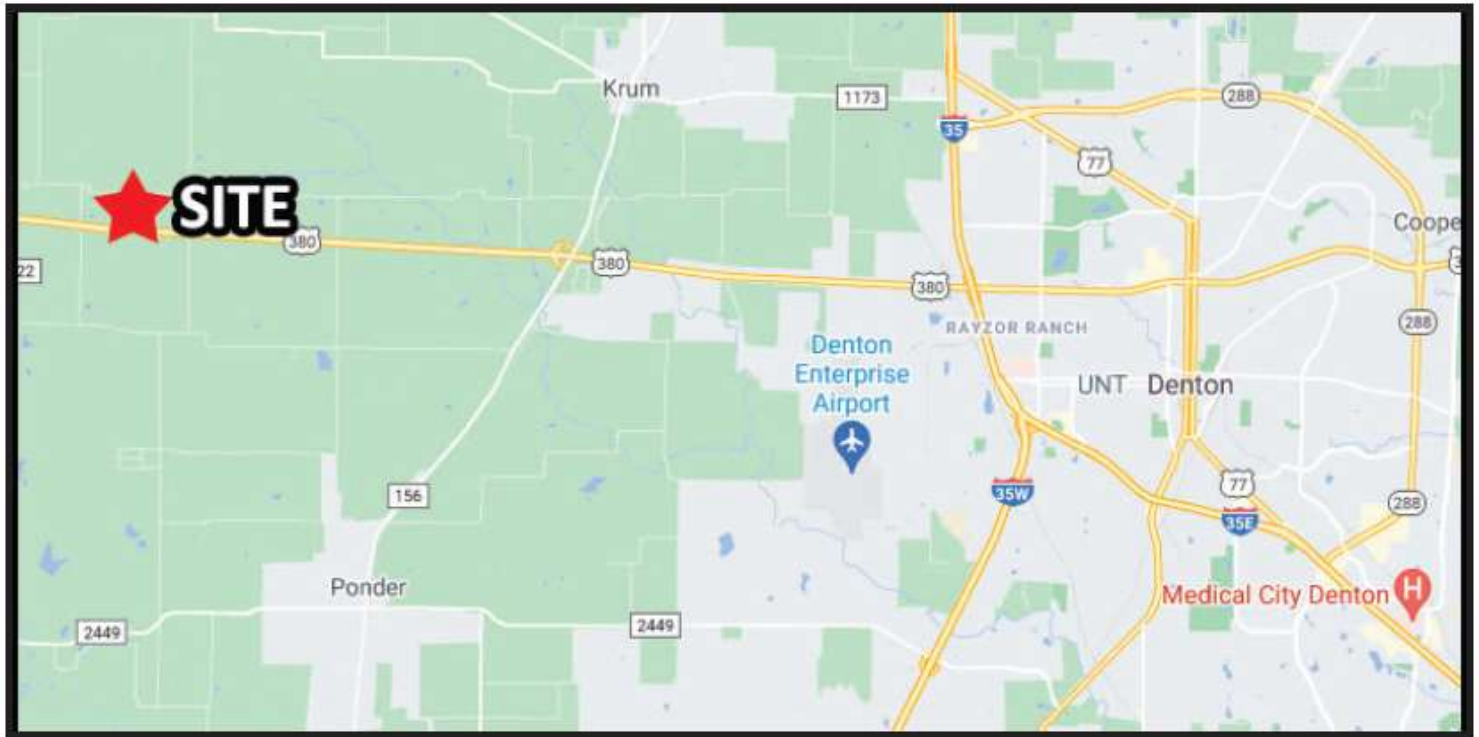 Krum
1173
288
35
77
SITE
Coope
380
22
380
380
3
288
RAYZOR RANCH
Denton
Enterprise
Airport
UNT Denton
156
35W
77
288
35E
Ponder
Medical City Denton
H
2449
2449